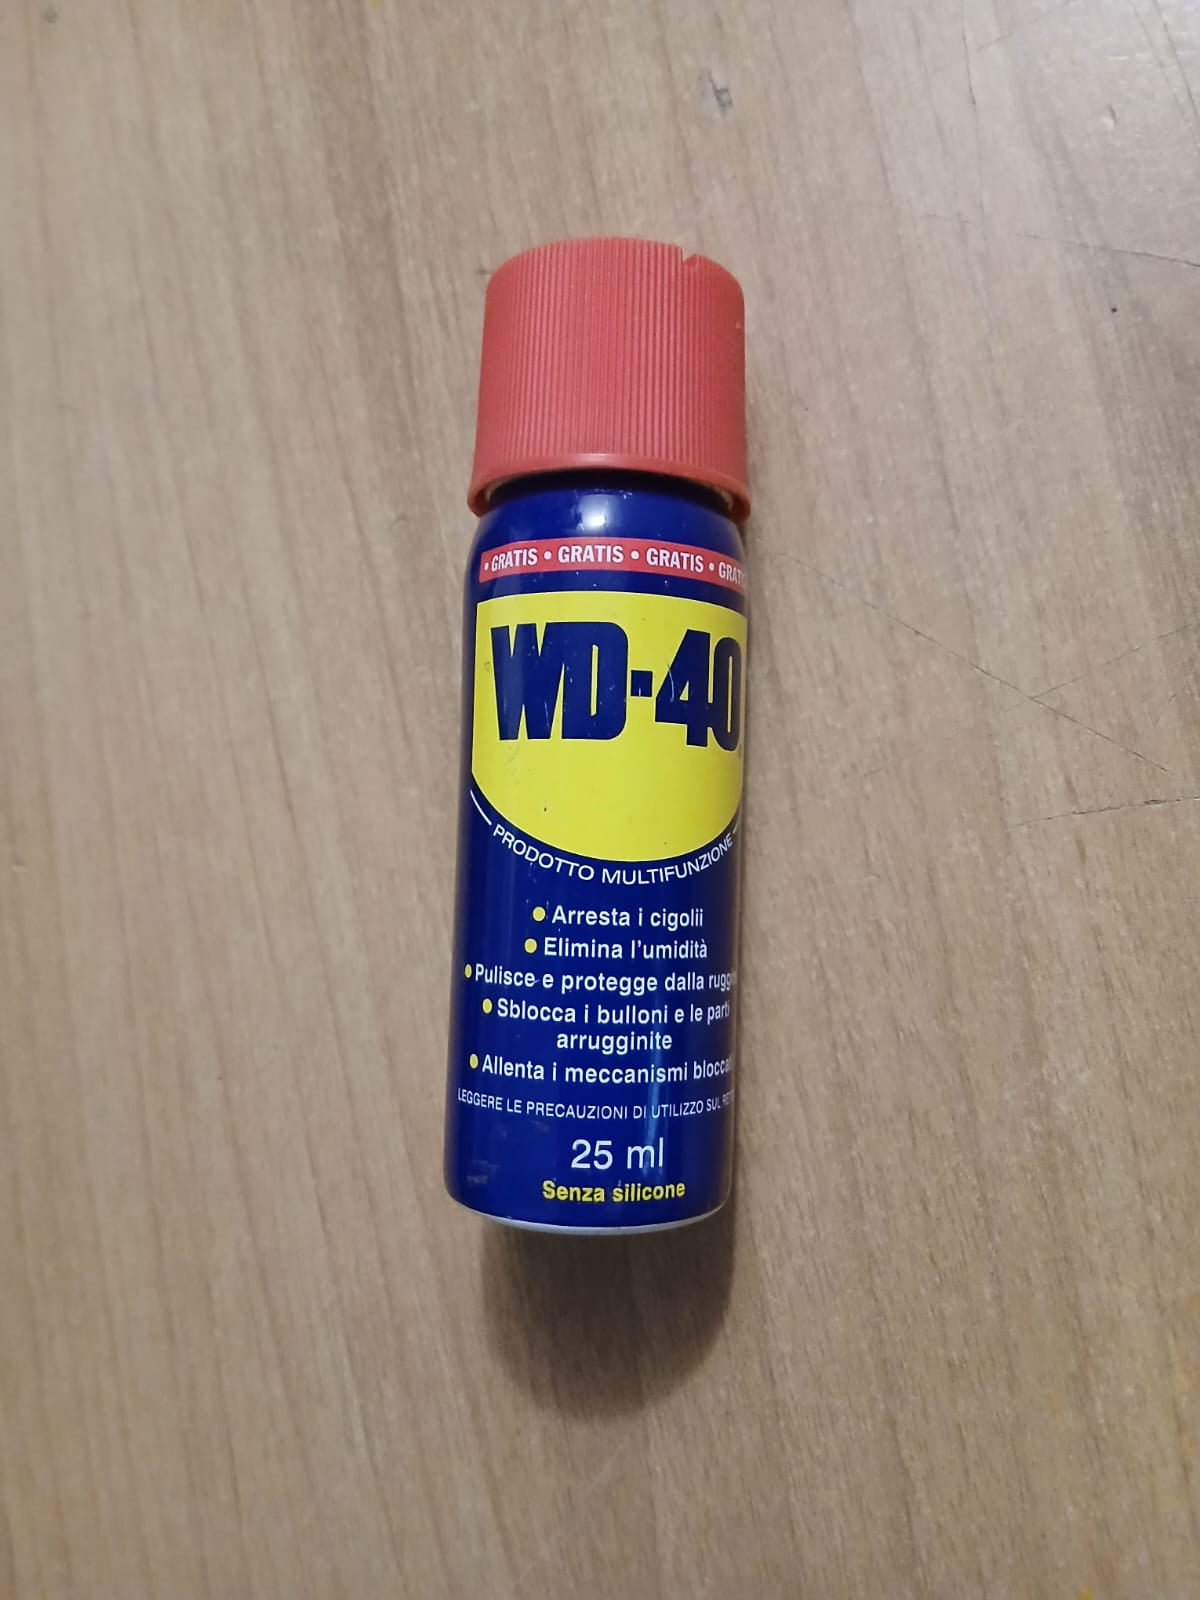 • GRATIS • GRATIS • GRATIS •
WD-40
PRODOTTO MULTIFUNZIONE
• Arresta i cigolii
• Elimina l'umidità
• Pulisce e protegge dalla
• Sblocca i bulloni e le parti
arrugginite
• Allenta i meccanismi
LEGGERE LE PRECAUZIONI DI UTILIZZO SUL
25 ml
Senza silicone